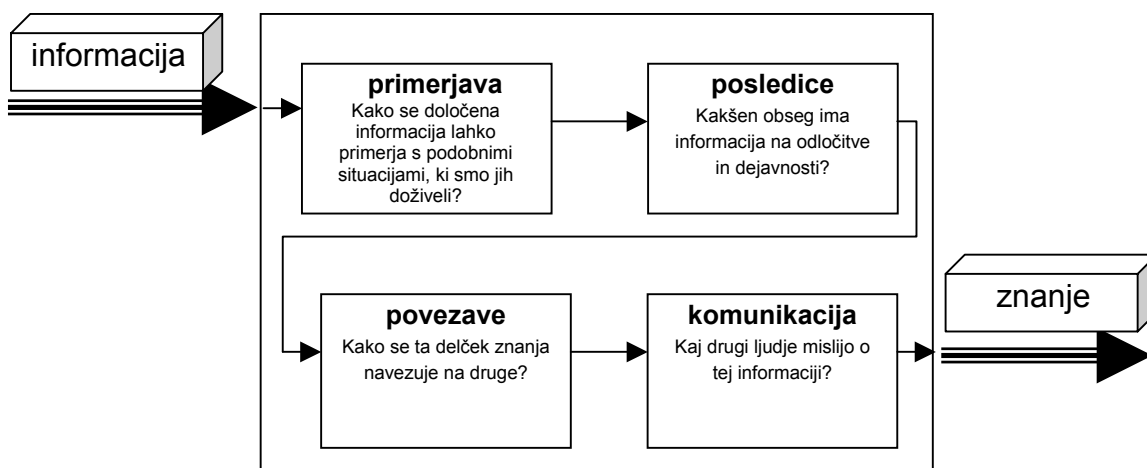 informacija
primerjava
Kako se določena
informacija lahko
primerja s podobnimi
situacijami, ki smo jih
doživeli?
posledice
Kakšen obseg ima
informacija na odločitve
in dejavnosti?
povezave
Kako se ta delček znanja
navezuje na druge?
komunikacija
Kaj drugi ljudje mislijo o
tej informaciji?
znanje